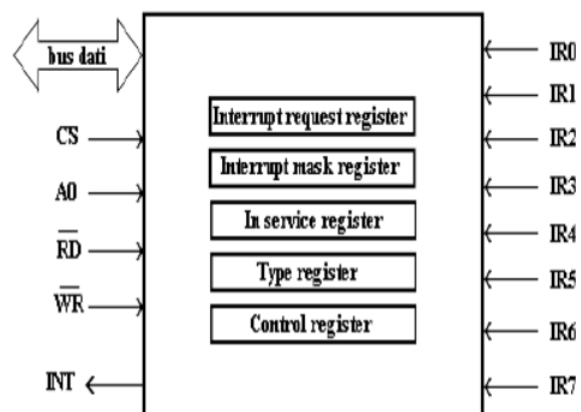 bus dati
CS
A0
RD
WR
INT
Interrupt request register
Interrupt mask register
In service register
Type register
Control register
IR0
IR1
IR2
IR3
IR4
IR5
IR6
IR7